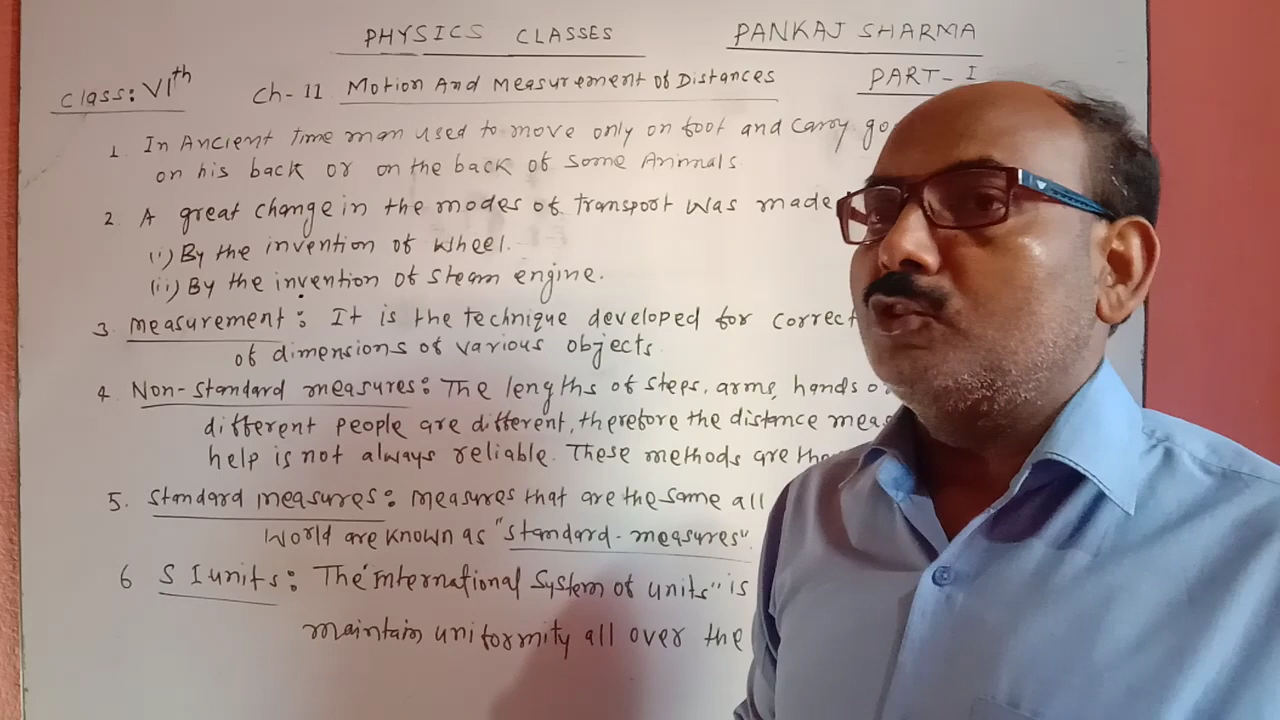 PHYSICS CLASSES PANKAJ SHARMA
Class: VIth Ch-11 Motion And Measurement Of Distances PART-I
1. In Ancient time man used to move only on foot and carry
on his back or on the back of some Animals
2. A great change in the modes of transport was made
(i) By the invention of wheel.
(ii) By the invention of steam engine.
3. Measurement: It is the technique developed for correct
of dimensions of various objects.
4. Non-standard measures: The lengths of steps, arms, hands
different people are different, therefore the distance
help is not always reliable. These methods are
5. Standard measures: Measures that are the same all
World are known as "standard-measures".
6 S I units: The "International System of units" is
maintain uniformity all over the